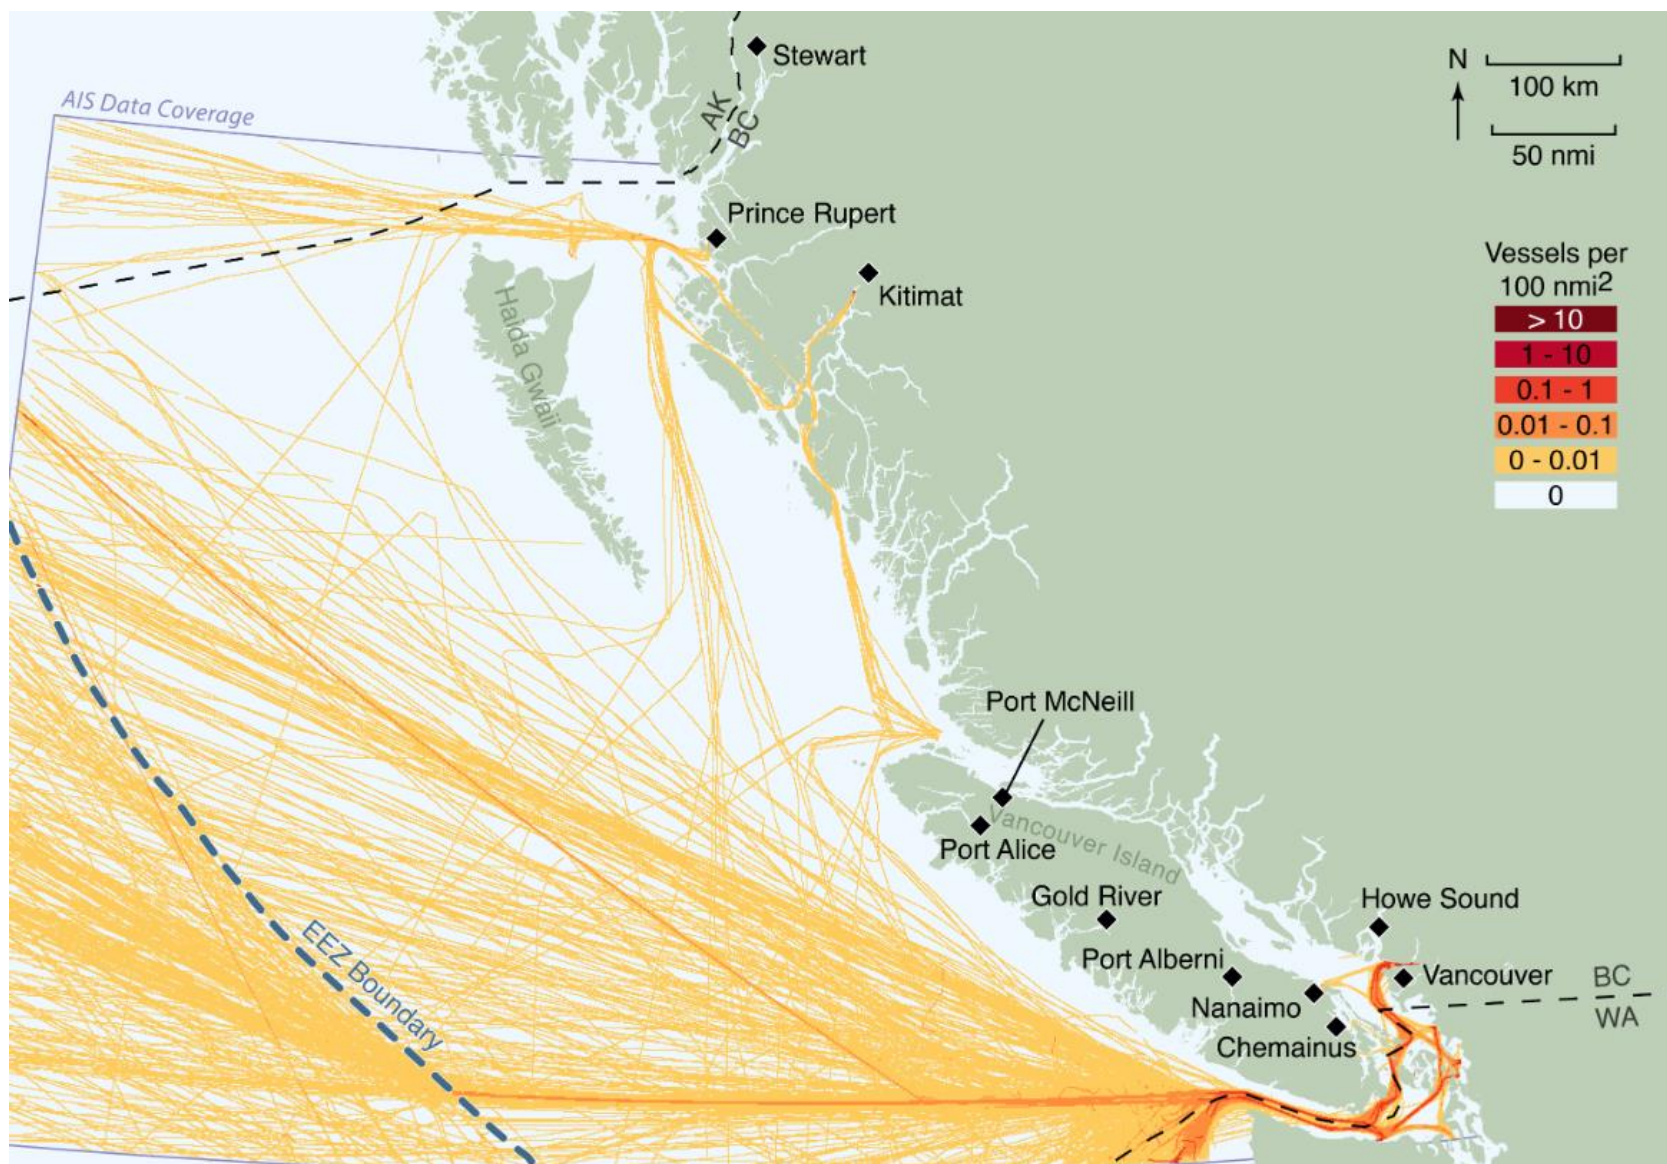 Stewart
N
100 km
50 nmi
AIS Data Coverage
AK
BC
Prince Rupert
Kitimat
Haida Gwaii
Vessels per
100 nmi2
> 10
1 - 10
0.1 - 1
0.01 - 0.1
0 - 0.01
0
Port McNeill
Vancouver Island
Port Alice
Gold River
Howe Sound
Port Alberni
Vancouver
BC
WA
Nanaimo
Chemainus
EEZ Boundary